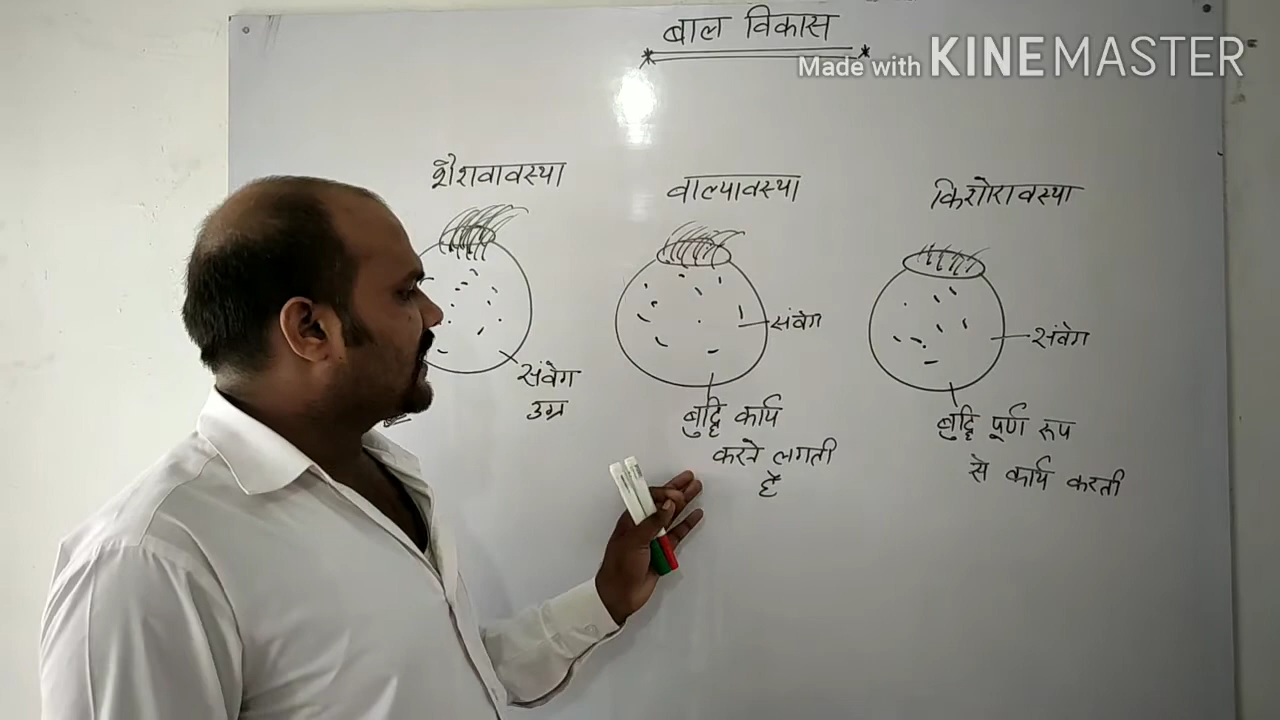 बाल विकास
Made with KINEMASTER
शैशवावस्था
बाल्यावस्था
किशोरावस्था
संवेग
उग्र
संवेग
बुद्धि कार्य
करने लगती
है
संवेग
बुद्धि पूर्ण रूप
से कार्य करती